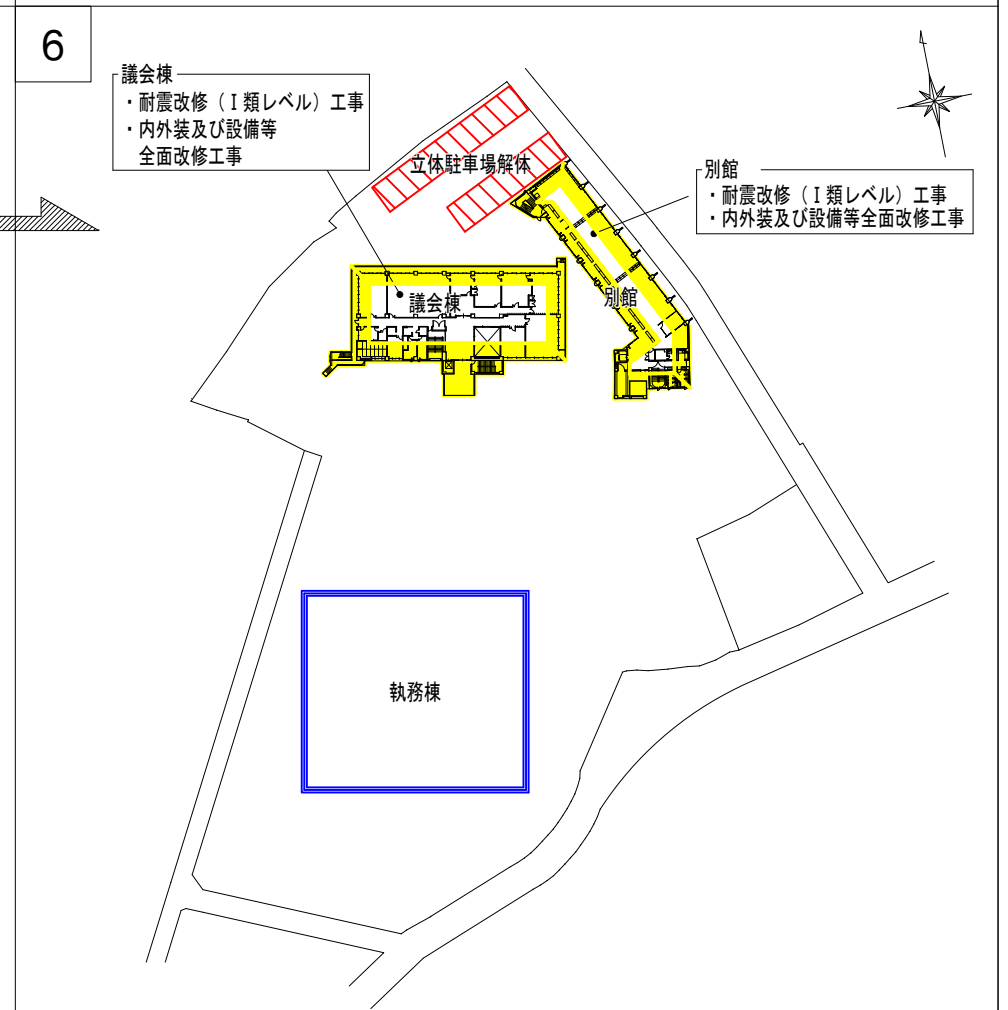 6
議会棟
・耐震改修（Ⅰ類レベル）工事
・内外装及び設備等
全面改修工事
立体駐車場解体
別館
・耐震改修（Ⅰ類レベル）工事
・内外装及び設備等全面改修工事
議会棟
別館
執務棟